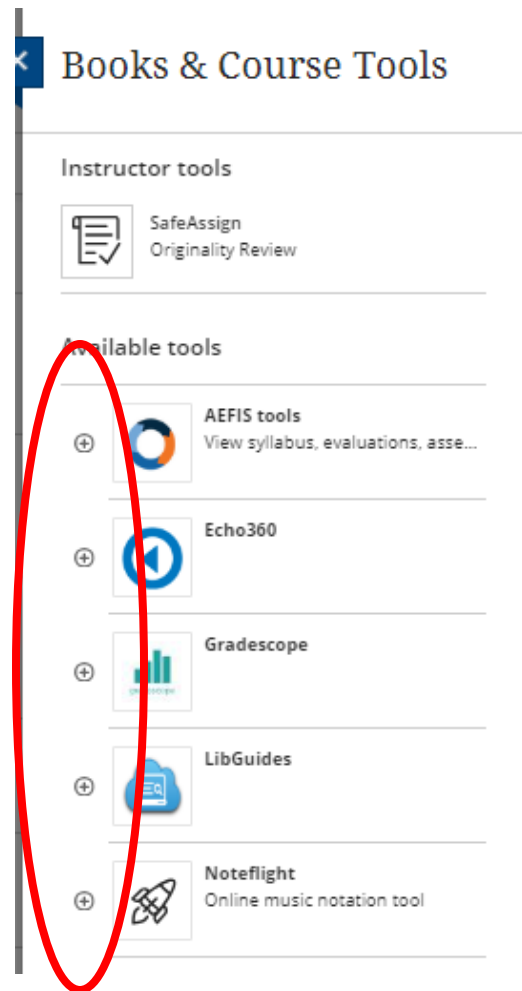 Books & Course Tools
Instructor tools
SafeAssign
Originality Review
Available tools
AEFIS tools
View syllabus, evaluations, asse...
Echo360
Gradescope
gradescope
LibGuides
Noteflight
Online music notation tool